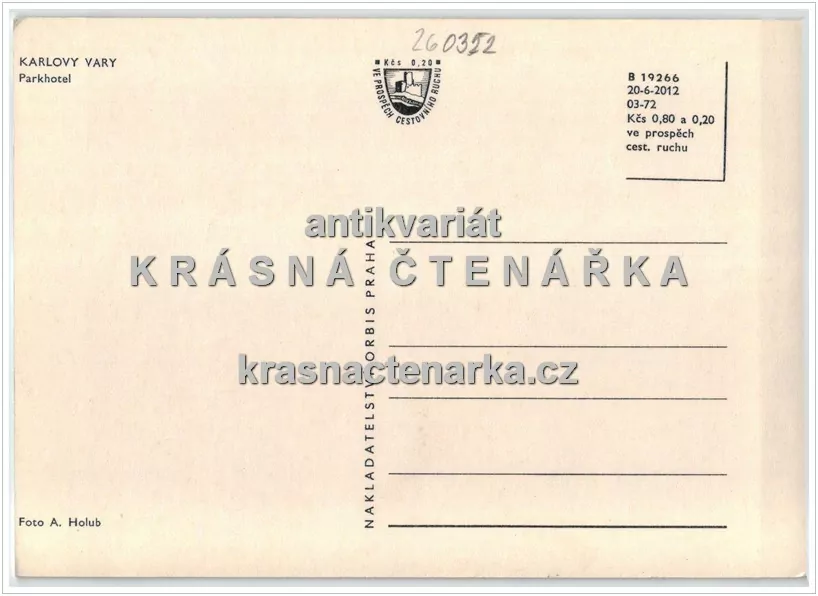 260352
KARLOVY VARY
Parkhotel
Kčs 0,20
VE PROSPĚCH CESTOVNÍHO RUCHU
B 19266
20-6-2012
03-72
Kčs 0,80 a 0,20
ve prospěch
cest. ruchu
antikvariát
KRÁSNÁ ČTENÁŘKA
krasnactenarka.cz
NAKLADATELSTVÍ ORBIS PRAHA
Foto A. Holub